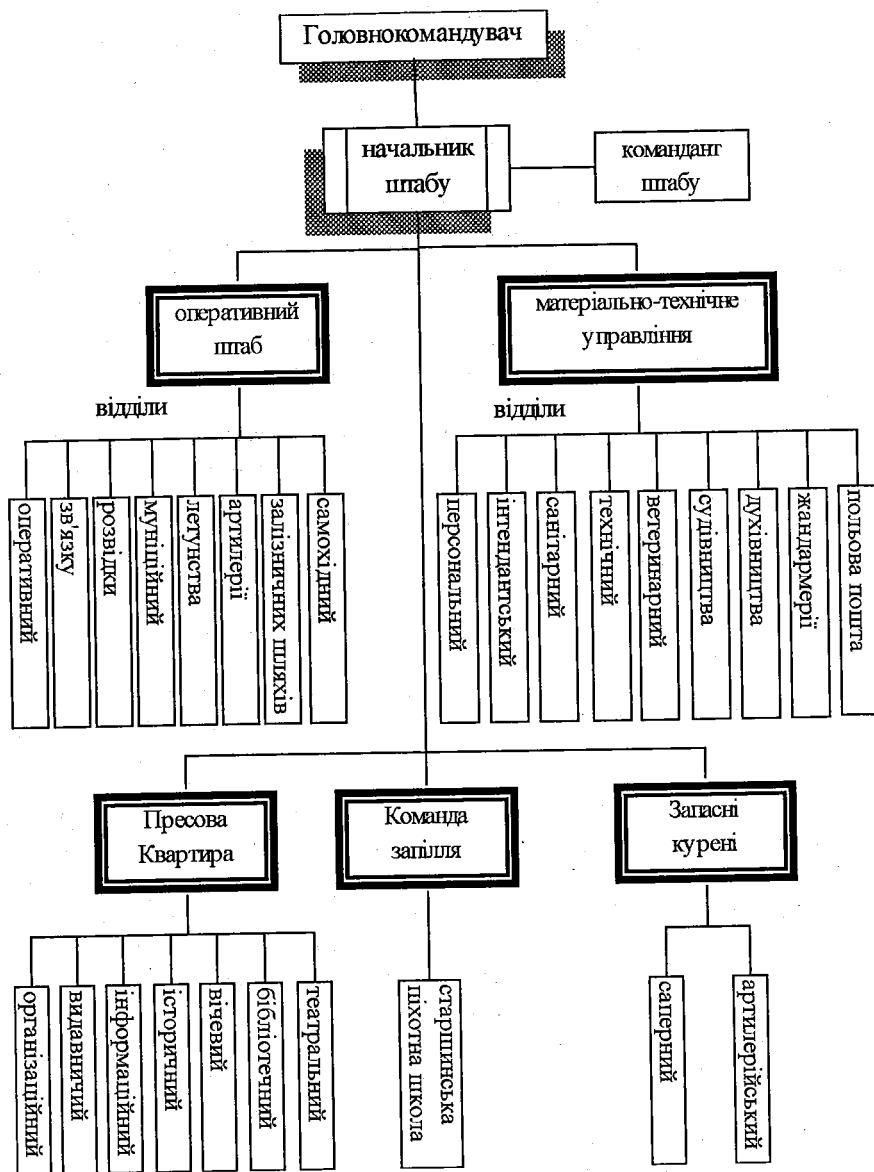 Головнокомандувач
начальник
штабу
комендант
штабу
оперативний
штаб
матеріально-технічне
управління
відділи
відділи
оперативний
зв'язку
розвідки
муніційний
летунства
артилерії
залізничних шляхів
самохідний
персональний
інтендантський
санітарний
технічний
ветеринарний
судівництва
духівництва
жандармерії
польова пошта
Пресова
Квартира
Команда
запілля
Запасні
курені
організаційний
видавничий
інформаційний
історичний
вічевий
бібліотечний
театральний
старшинська
піхотна школа
саперний
артилерійський